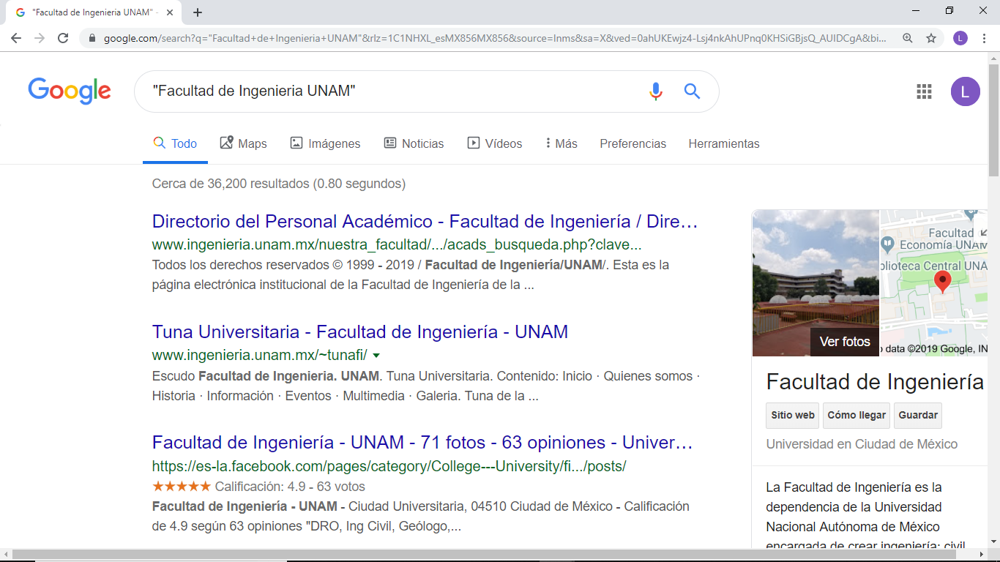 "Facultad de Ingenieria UNAM" -
google.com/search?q="Facultad+de+Ingenieria+UNAM"&rlz=1C1NHXL_esMX856MX856&source=lnms&sa=X&ved=0ahUKEwjz4-Lsj4nkAhUPnq0KHSiGBjsQ_AUIDCgA&bi...
L
Google
"Facultad de Ingenieria UNAM"
L
Todo
Maps
Imágenes
Noticias
Vídeos
Más
Preferencias
Herramientas
Cerca de 36,200 resultados (0.80 segundos)
Directorio del Personal Académico - Facultad de Ingeniería / Dire…
www.ingenieria.unam.mx/nuestra_facultad/.../acads_busqueda.php?clave...
Todos los derechos reservados © 1999 - 2019 / Facultad de Ingeniería/UNAM/. Esta es la
página electrónica institucional de la Facultad de Ingeniería de la ...
Tuna Universitaria - Facultad de Ingeniería - UNAM
www.ingenieria.unam.mx/~tunafi/
Escudo Facultad de Ingenieria. UNAM. Tuna Universitaria. Contenido: Inicio · Quienes somos ·
Historia · Información · Eventos · Multimedia · Galeria. Tuna de la ...
Facultad de Ingeniería - UNAM - 71 fotos - 63 opiniones - Univer…
https://es-la.facebook.com/pages/category/College---University/fi.../posts/
★★★★★ Calificación: 4.9 - 63 votos
Facultad de Ingeniería - UNAM - Ciudad Universitaria, 04510 Ciudad de México - Calificación
de 4.9 según 63 opiniones "DRO, Ing Civil, Geólogo,...
Ver fotos
Facultad
Economía UNAM
blioteca Central UNA
data ©2019 Google, IN
Facultad de Ingeniería
Sitio web
Cómo llegar
Guardar
Universidad en Ciudad de México
La Facultad de Ingeniería es la
dependencia de la Universidad
Nacional Autónoma de México
encargada de crear ingeniería: civil